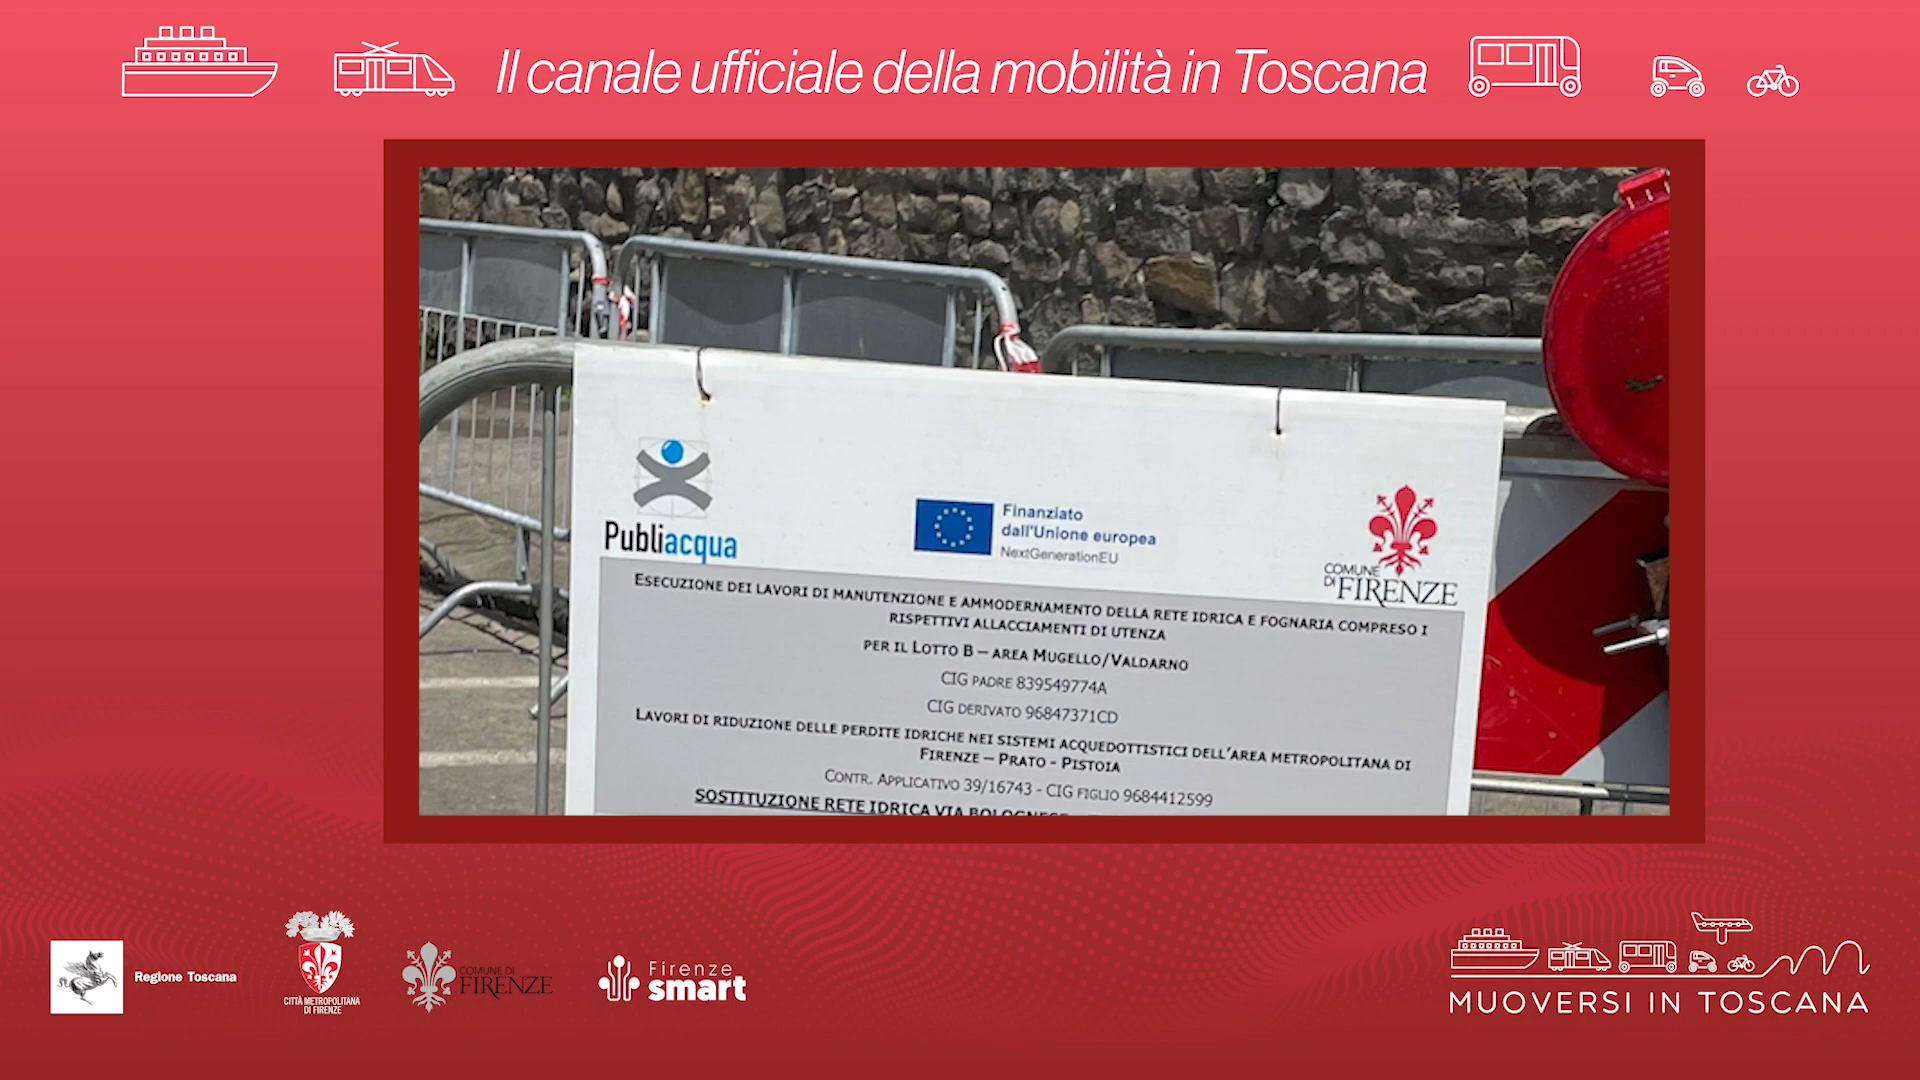 Il canale ufficiale della mobilità in Toscana
Publiacqua
Finanziato
dall'Unione europea
NextGenerationEU
COMUNE
DI FIRENZE
ESECUZIONE DEI LAVORI DI MANUTENZIONE E AMMODERNAMENTO DELLA RETE IDRICA E FOGNARIA COMPRESO I
RISPETTIVI ALLACCIAMENTI DI UTENZA
PER IL LOTTO B – AREA MUGELLO/VALDARNO
CIG PADRE 839549774A
CIG DERIVATO 96847371CD
LAVORI DI RIDUZIONE DELLE PERDITE IDRICHE NEI SISTEMI ACQUEDOTTISTICI DELL'AREA METROPOLITANA DI
FIRENZE – PRATO - PISTOIA
CONTR. APPLICATIVO 39/16743 - CIG FIGLIO 9684412599
SOSTITUZIONE RETE IDRICA VIA BOLOGNESE
Regione Toscana
CITTÀ METROPOLITANA
DI FIRENZE
COMUNE DI
FIRENZE
Firenze
smart
MUOVERSI IN TOSCANA